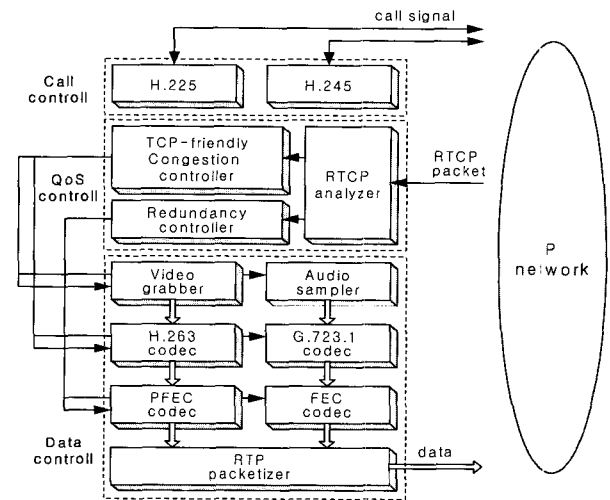 call signal
Call
controll
H.225
H.245
TCP-friendly
Congestion
controller
RTCP
analyzer
RTCP
packet
QoS
controll
Redundancy
controller
P
network
Video
grabber
Audio
sampler
H.263
codec
G.723.1
codec
PFEC
codec
FEC
codec
Data
controll
RTP
packetizer
data